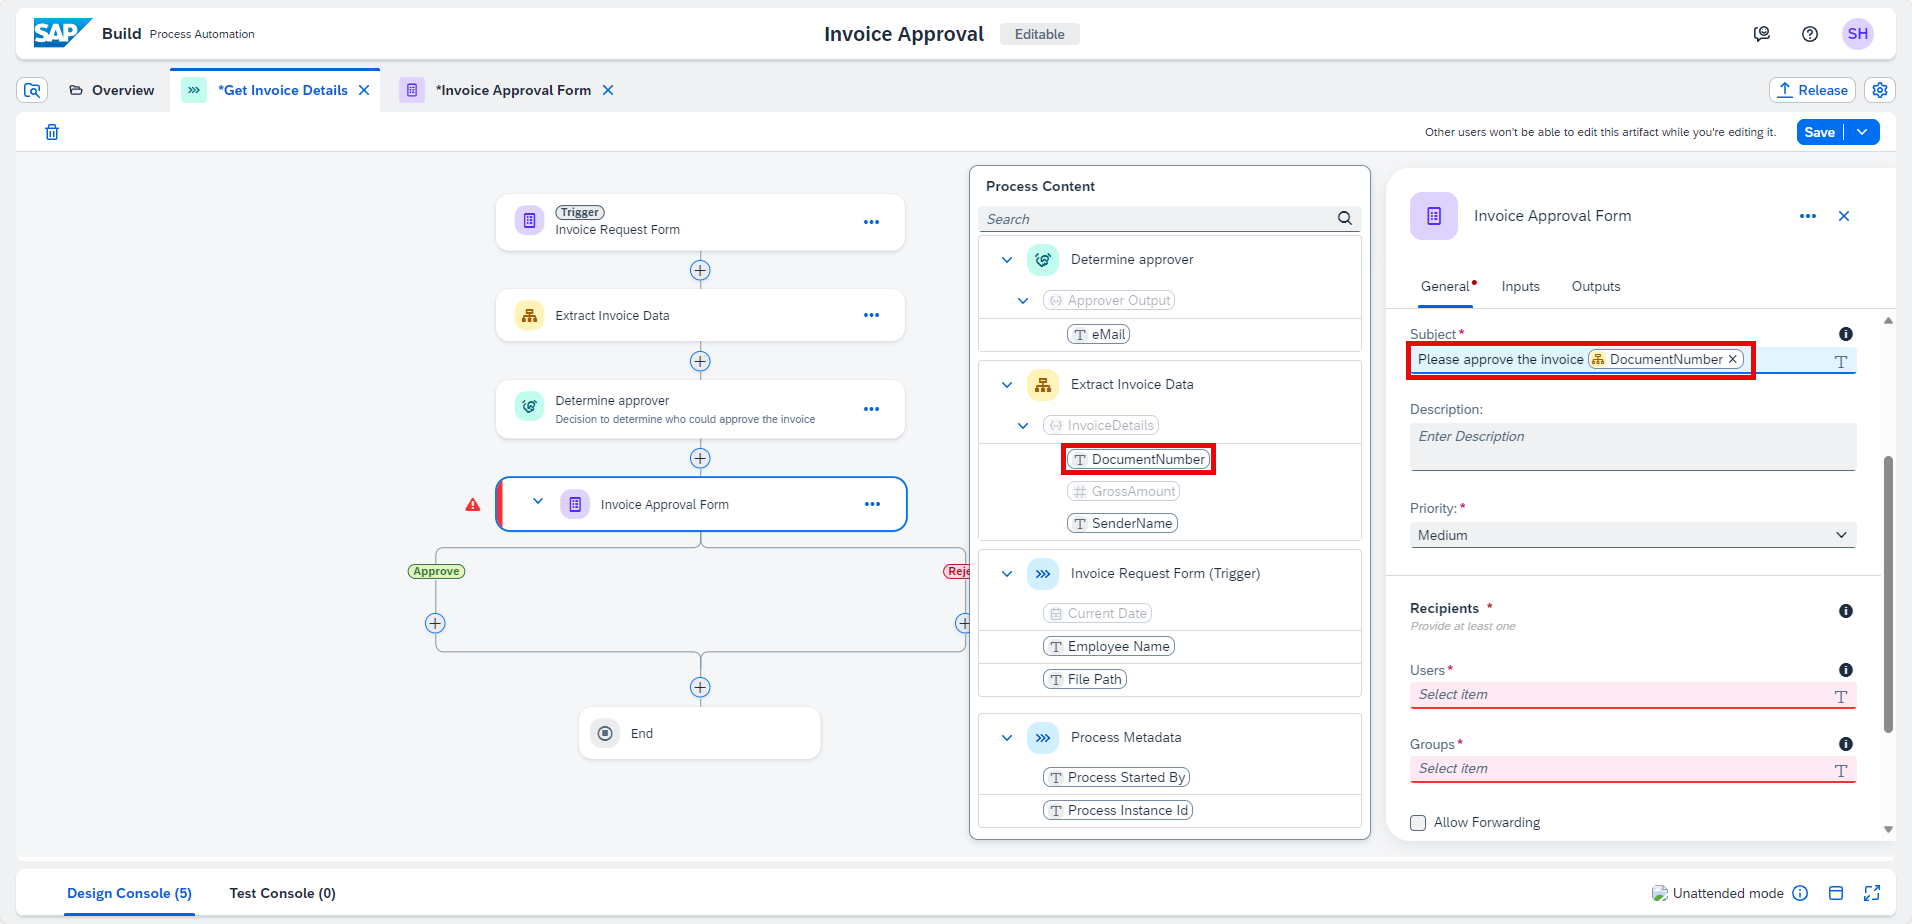 SAP Build Process Automation
Invoice Approval Editable
SH
Overview
*Get Invoice Details
*Invoice Approval Form
Release
Other users won't be able to edit this artifact while you're editing it.
Save
Trigger
Invoice Request Form
Extract Invoice Data
Determine approver
Decision to determine who could approve the invoice
Invoice Approval Form
Approve
Reje
End
Process Content
Search
Determine approver
Approver Output
eMail
Extract Invoice Data
InvoiceDetails
DocumentNumber
GrossAmount
SenderName
Invoice Request Form (Trigger)
Current Date
Employee Name
File Path
Process Metadata
Process Started By
Process Instance Id
Invoice Approval Form
General Inputs Outputs
Subject*
Please approve the invoice DocumentNumber
Description:
Enter Description
Priority:*
Medium
Recipients *
Provide at least one
Users*
Select item
Groups*
Select item
Allow Forwarding
Design Console (5) Test Console (0)
Unattended mode